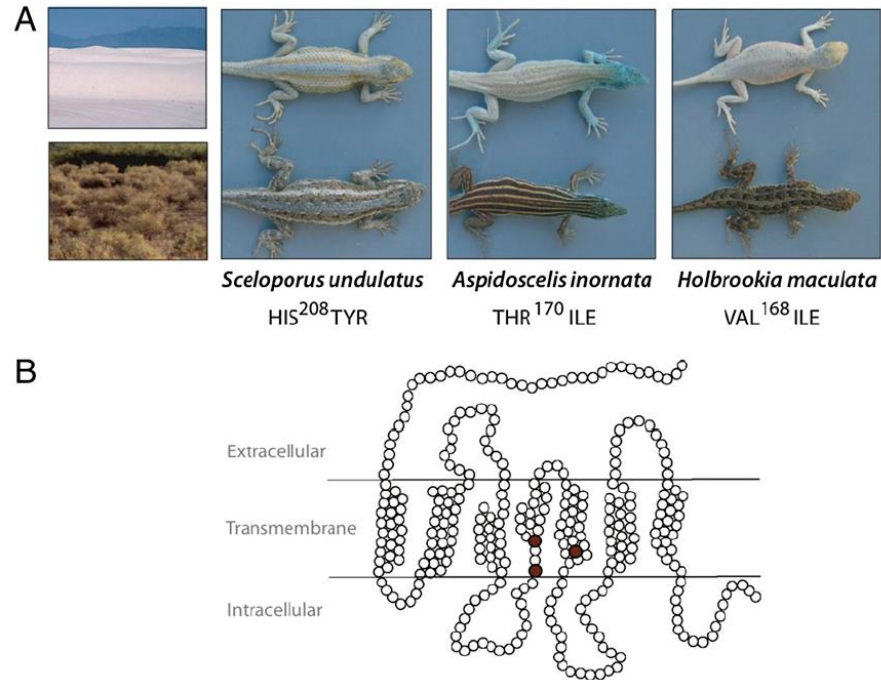 A
Sceloporus undulatus Aspidoscelis inornata Holbrookia maculata
HIS²⁰⁸TYR THR¹⁷⁰ILE VAL¹⁶⁸ILE
B
Extracellular
Transmembrane
Intracellular